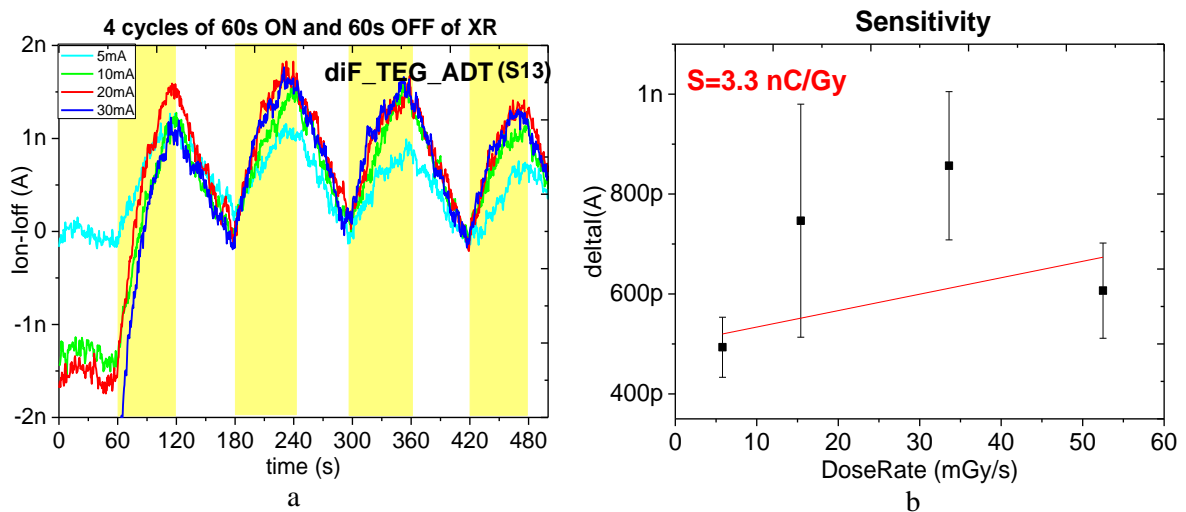 4 cycles of 60s ON and 60s OFF of XR
2n
1n
0
-1n
-2n
Ion-Ioff (A)
5mA
10mA
20mA
30mA
diF_TEG_ADT (S13)
0 60 120 180 240 300 360 420 480
time (s)
a
Sensitivity
S=3.3 nC/Gy
1n
800p
600p
400p
deltaI(A)
0 10 20 30 40 50 60
DoseRate (mGy/s)
b